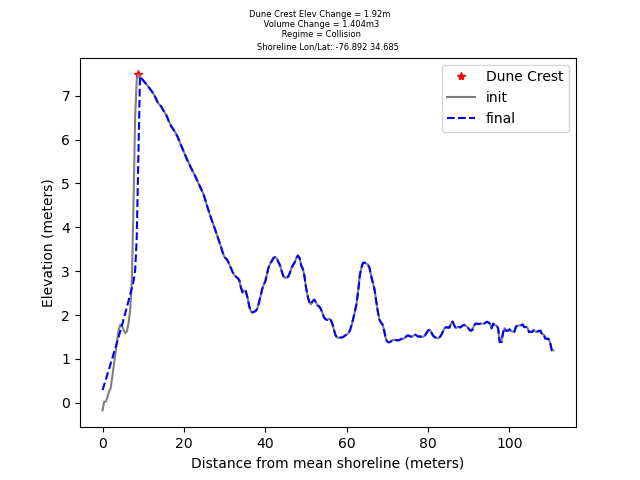 Dune Crest Elev Change = 1.92m
Volume Change = 1.404m3
Regime = Collision
Shoreline Lon/Lat: -76.892 34.685
Dune Crest
init
final
Elevation (meters)
7
6
5
4
3
2
1
0
0 20 40 60 80 100
Distance from mean shoreline (meters)